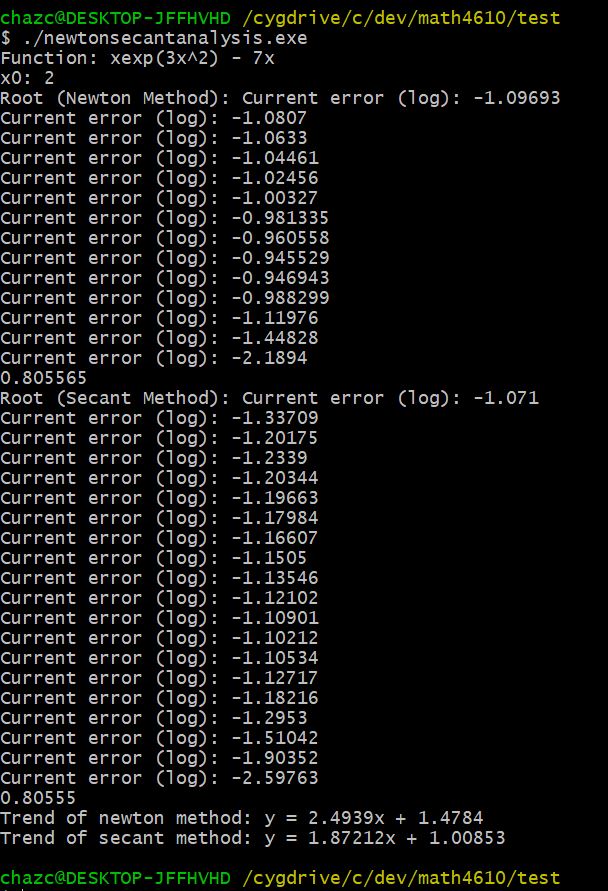 chazc@DESKTOP-JFFHVHD /cygdrive/c/dev/math4610/test
$ ./newtonsecantanalysis.exe
Function: xexp(3x^2) - 7x
x0: 2
Root (Newton Method): Current error (log): -1.09693
Current error (log): -1.0807
Current error (log): -1.0633
Current error (log): -1.04461
Current error (log): -1.02456
Current error (log): -1.00327
Current error (log): -0.981335
Current error (log): -0.960558
Current error (log): -0.945529
Current error (log): -0.946943
Current error (log): -0.988299
Current error (log): -1.11976
Current error (log): -1.44828
Current error (log): -2.1894
0.805565
Root (Secant Method): Current error (log): -1.071
Current error (log): -1.33709
Current error (log): -1.20175
Current error (log): -1.2339
Current error (log): -1.20344
Current error (log): -1.19663
Current error (log): -1.17984
Current error (log): -1.16607
Current error (log): -1.1505
Current error (log): -1.13546
Current error (log): -1.12102
Current error (log): -1.10901
Current error (log): -1.10212
Current error (log): -1.10534
Current error (log): -1.12717
Current error (log): -1.18216
Current error (log): -1.2953
Current error (log): -1.51042
Current error (log): -1.90352
Current error (log): -2.59763
0.80555
Trend of newton method: y = 2.4939x + 1.4784
Trend of secant method: y = 1.87212x + 1.00853
chazc@DESKTOP-JFFHVHD /cygdrive/c/dev/math4610/test